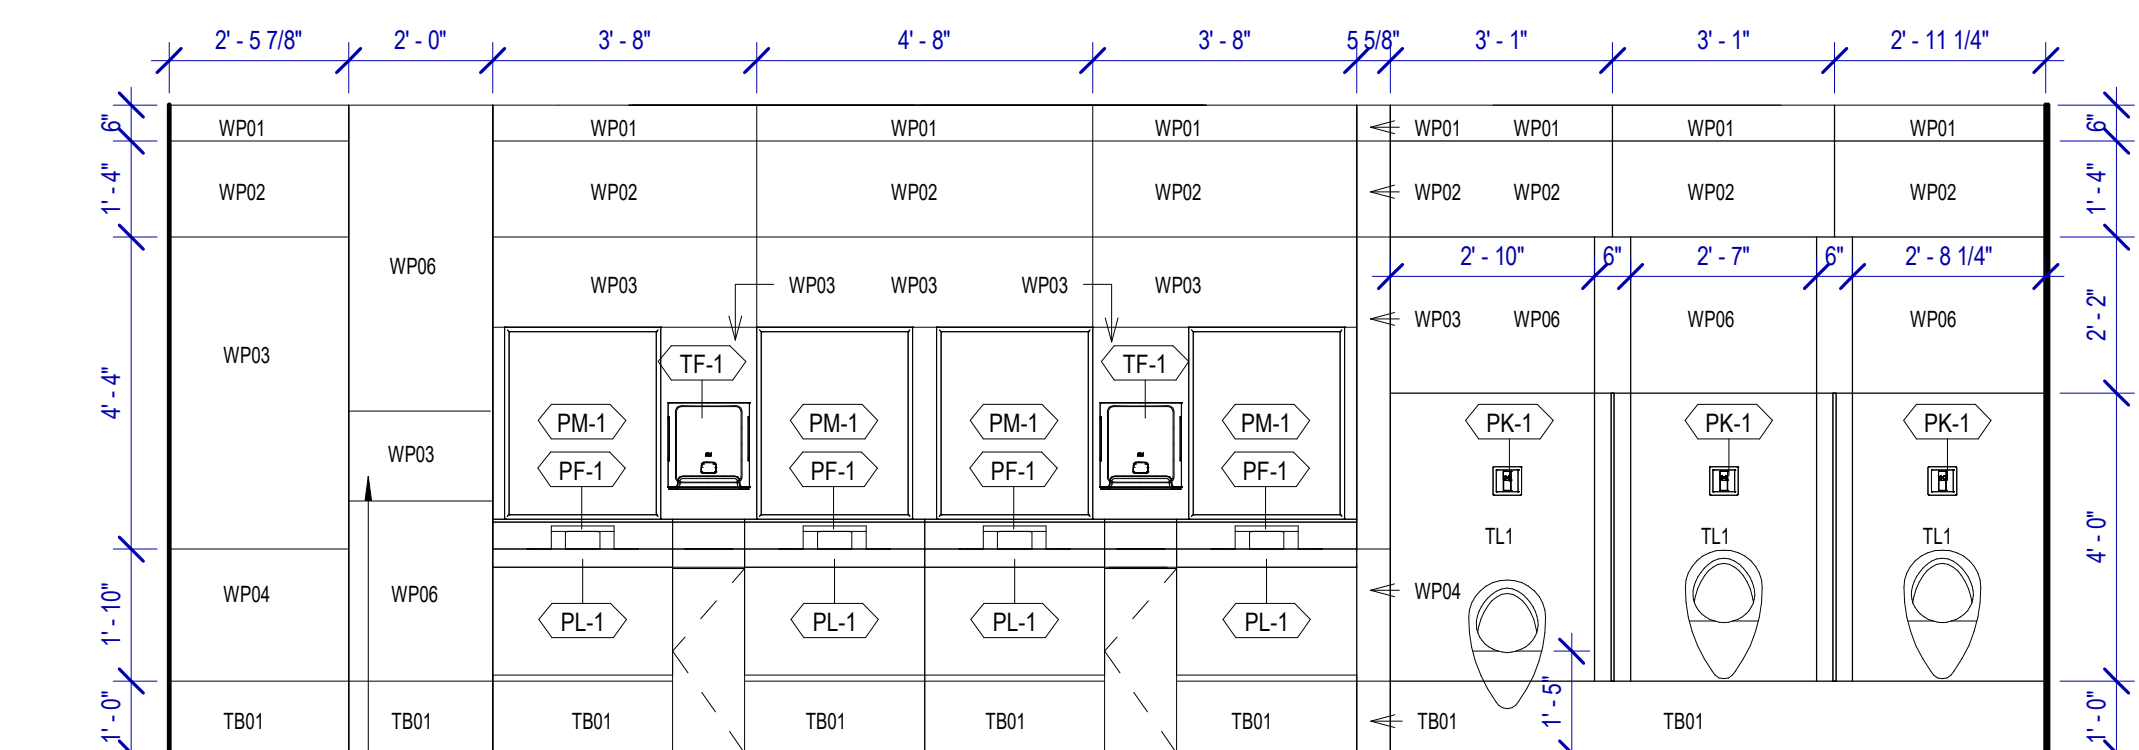 2' - 5 7/8" 2' - 0" 3' - 8" 4' - 8" 3' - 8" 5 5/8" 3' - 1" 3' - 1" 2' - 11 1/4"
6" WP01 WP01 WP01 WP01 WP01 WP01 WP01 WP01 6"
1' - 4" WP02 WP02 WP02 WP02 WP02 WP02 WP02 WP02 1' - 4"
2' - 10" 6" 2' - 7" 6" 2' - 8 1/4"
WP06
WP03 WP03 WP03 WP03 WP03
WP03 WP06 WP06 WP06 2' - 2"
WP03
TF-1 TF-1
4' - 4"
PM-1 PM-1 PM-1 PM-1 PK-1 PK-1 PK-1
WP03
PF-1 PF-1 PF-1 PF-1
TL1 TL1 TL1 4' - 0"
1' - 10" WP04 WP06 WP04
PL-1 PL-1 PL-1 PL-1
1' - 5"
1' - 0" TB01 TB01 TB01 TB01 TB01 TB01 TB01 TB01 1' - 0"